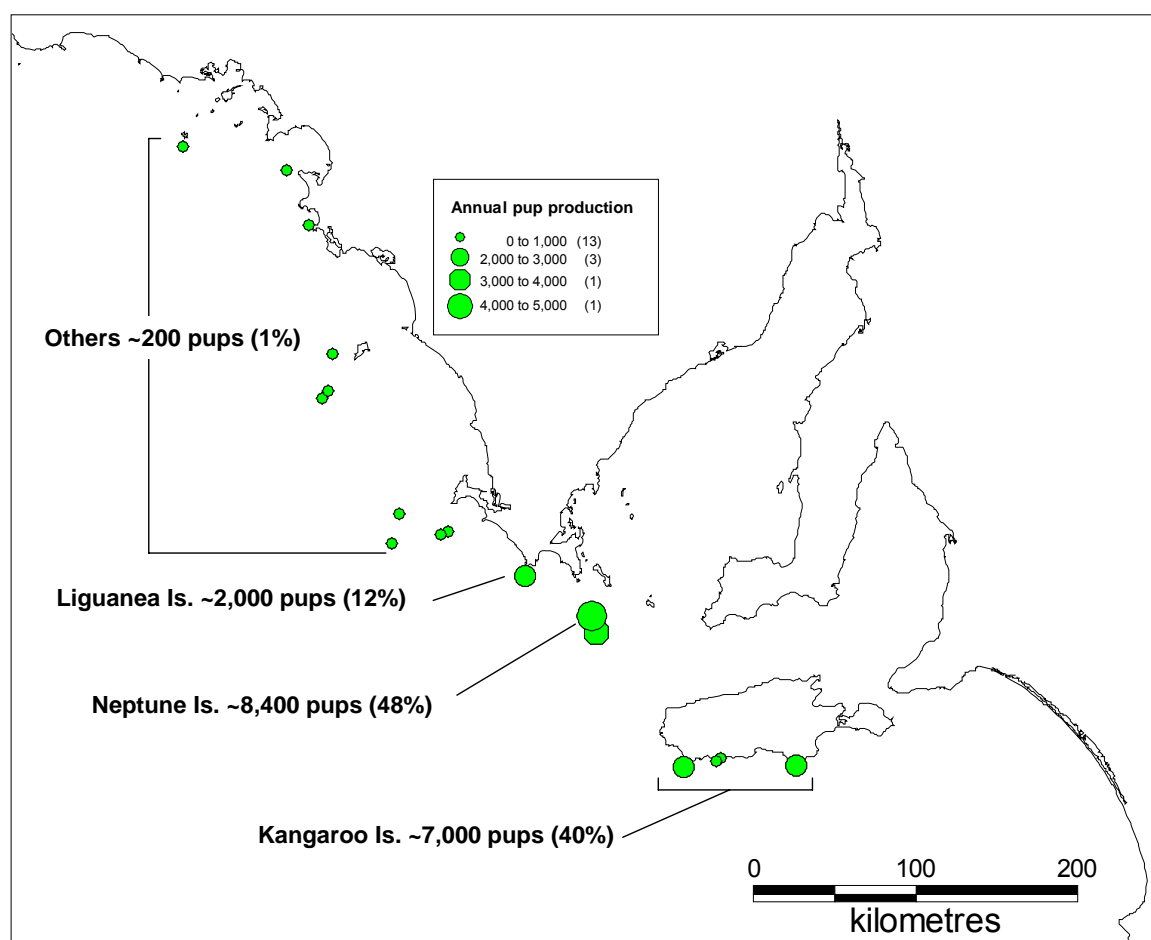 Annual pup production
0 to 1,000 (13)
2,000 to 3,000 (3)
3,000 to 4,000 (1)
4,000 to 5,000 (1)
Others ~200 pups (1%)
Liguanea Is. ~2,000 pups (12%)
Neptune Is. ~8,400 pups (48%)
Kangaroo Is. ~7,000 pups (40%)
0 100 200
kilometres